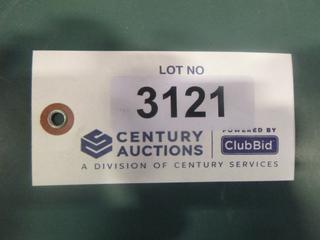 LOT NO
3121
CENTURY AUCTIONS
POWERED BY
ClubBid
A DIVISION OF CENTURY SERVICES